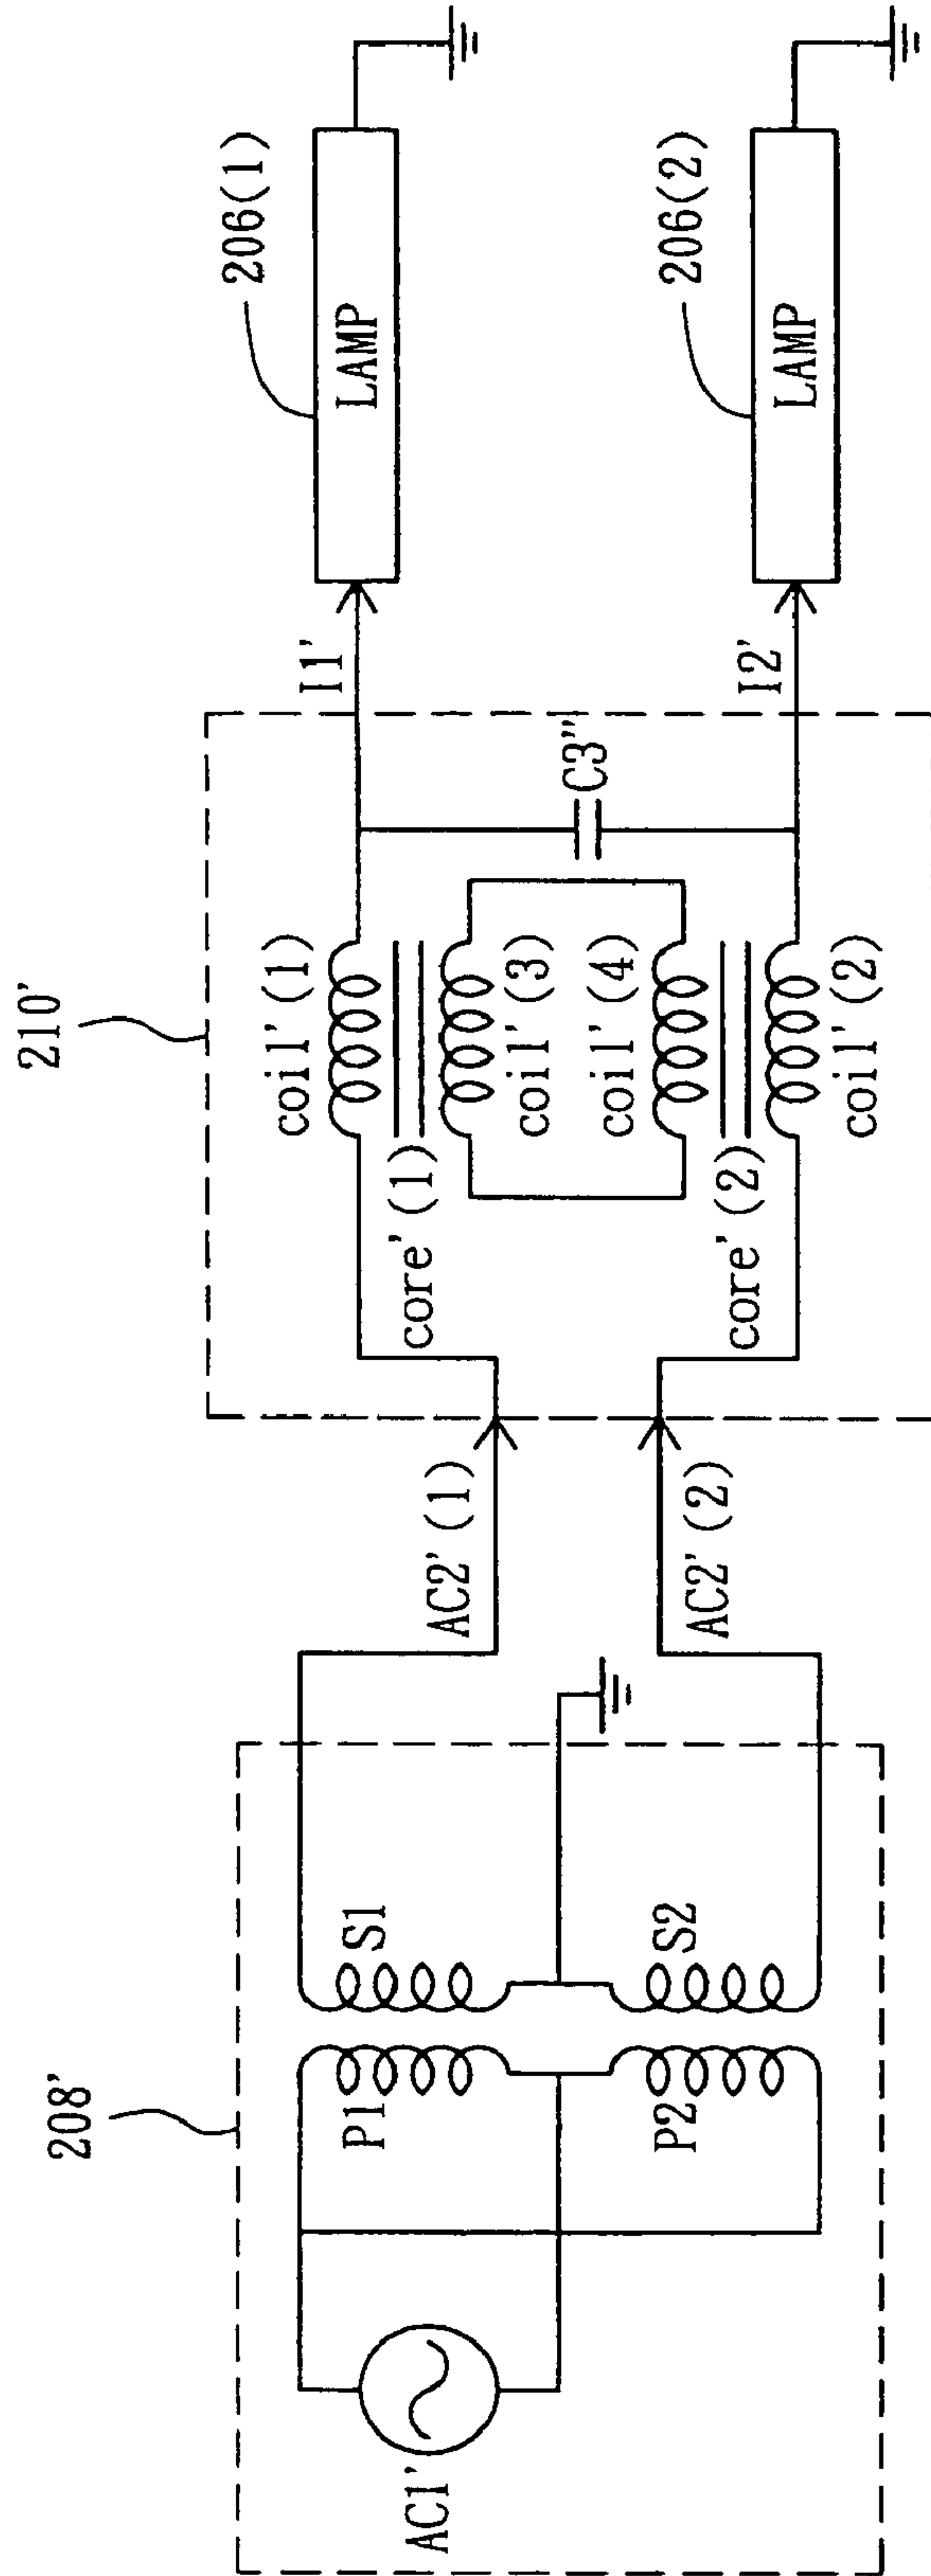 208'
AC1'
P1
S1
P2
S2
AC2' (1)
AC2' (2)
210'
coil' (1)
core' (1)
coil' (3)
coil' (4)
core' (2)
coil' (2)
C3"
I1'
I2'
206(1)
LAMP
206(2)
LAMP